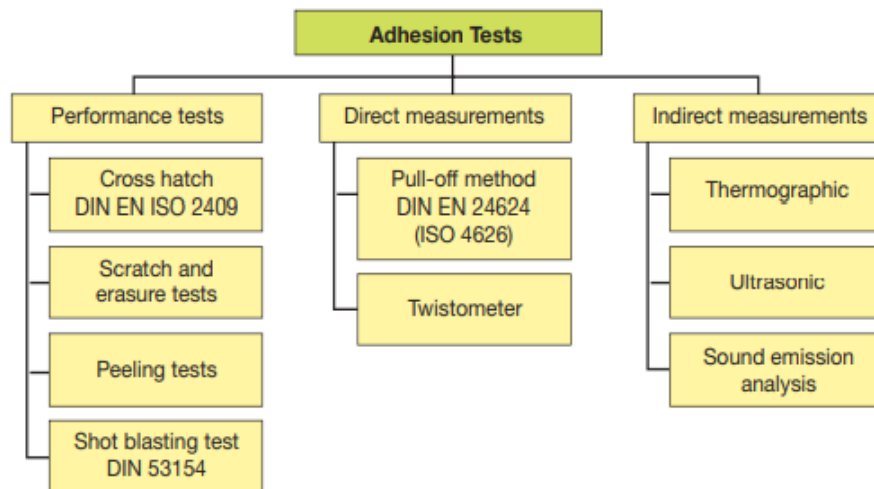 Adhesion Tests
Performance tests
Cross hatch
DIN EN ISO 2409
Scratch and
erasure tests
Peeling tests
Shot blasting test
DIN 53154
Direct measurements
Pull-off method
DIN EN 24624
(ISO 4626)
Twistometer
Indirect measurements
Thermographic
Ultrasonic
Sound emission
analysis